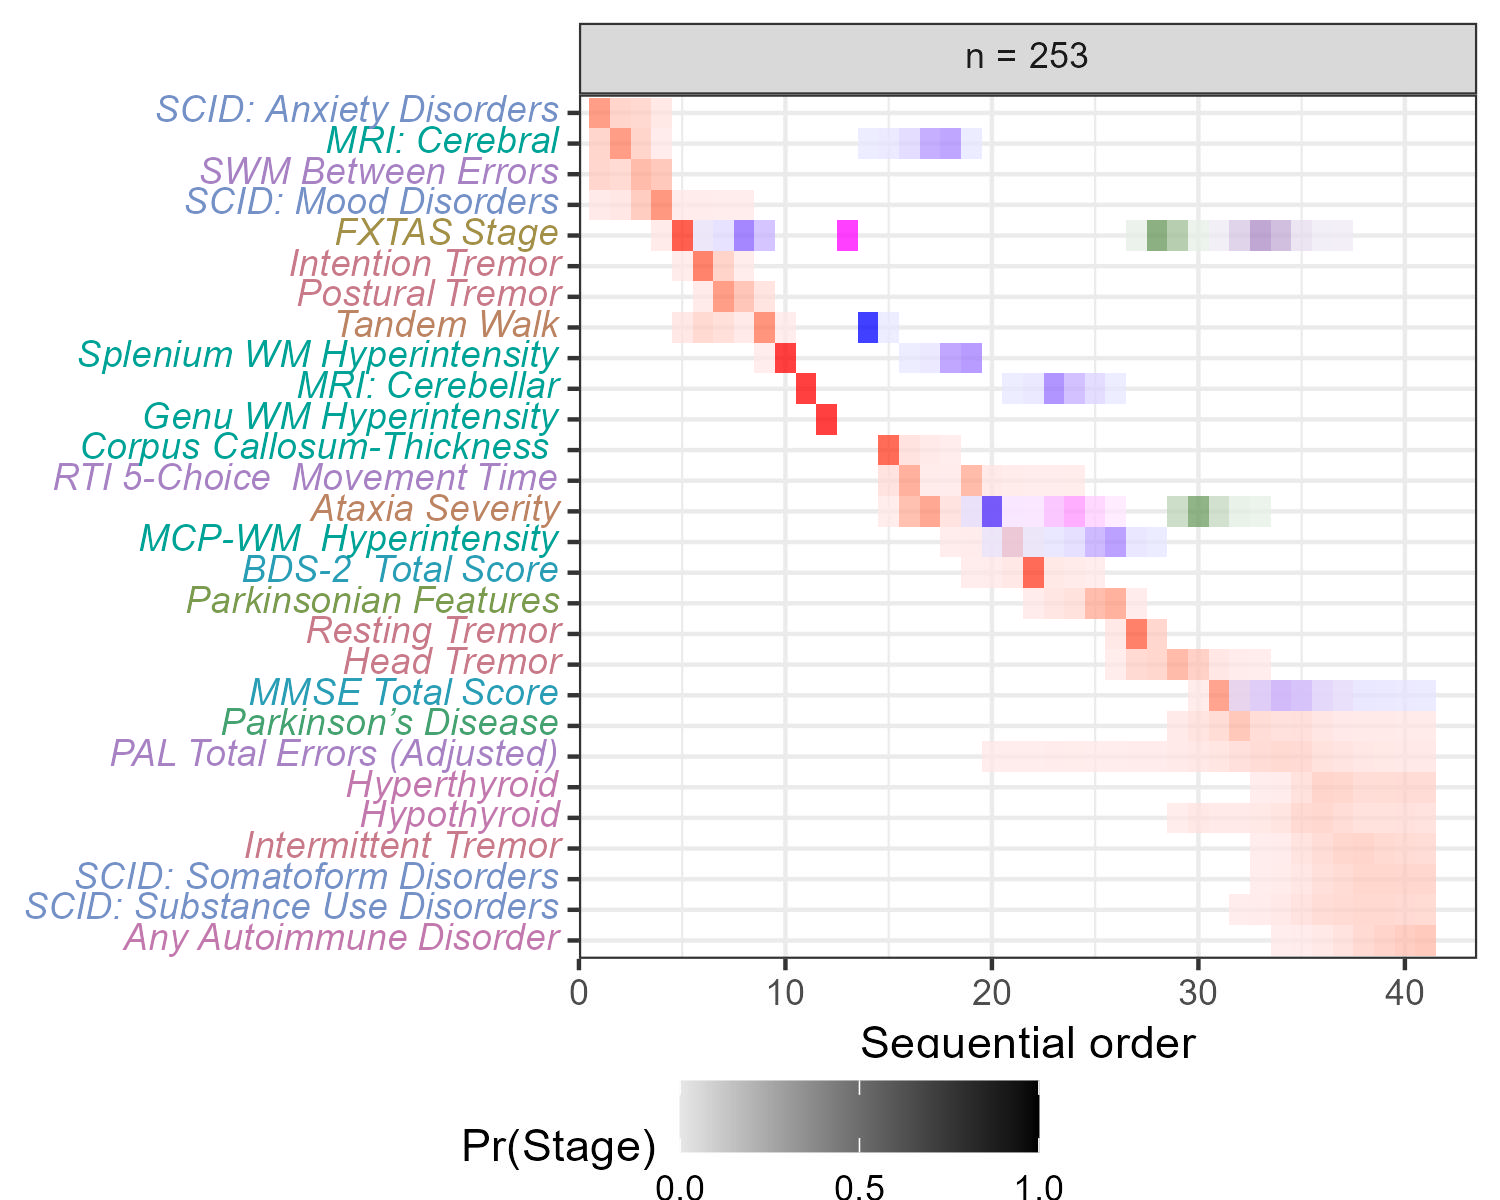 n = 253
SCID: Anxiety Disorders
MRI: Cerebral
SWM Between Errors
SCID: Mood Disorders
FXTAS Stage
Intention Tremor
Postural Tremor
Tandem Walk
Splenium WM Hyperintensity
MRI: Cerebellar
Genu WM Hyperintensity
Corpus Callosum-Thickness
RTI 5-Choice  Movement Time
Ataxia Severity
MCP-WM  Hyperintensity
BDS-2  Total Score
Parkinsonian Features
Resting Tremor
Head Tremor
MMSE Total Score
Parkinson’s Disease
PAL Total Errors (Adjusted)
Hyperthyroid
Hypothyroid
Intermittent Tremor
SCID: Somatoform Disorders
SCID: Substance Use Disorders
Any Autoimmune Disorder
0 10 20 30 40
Sequential order
Pr(Stage)
0.0 0.5 1.0